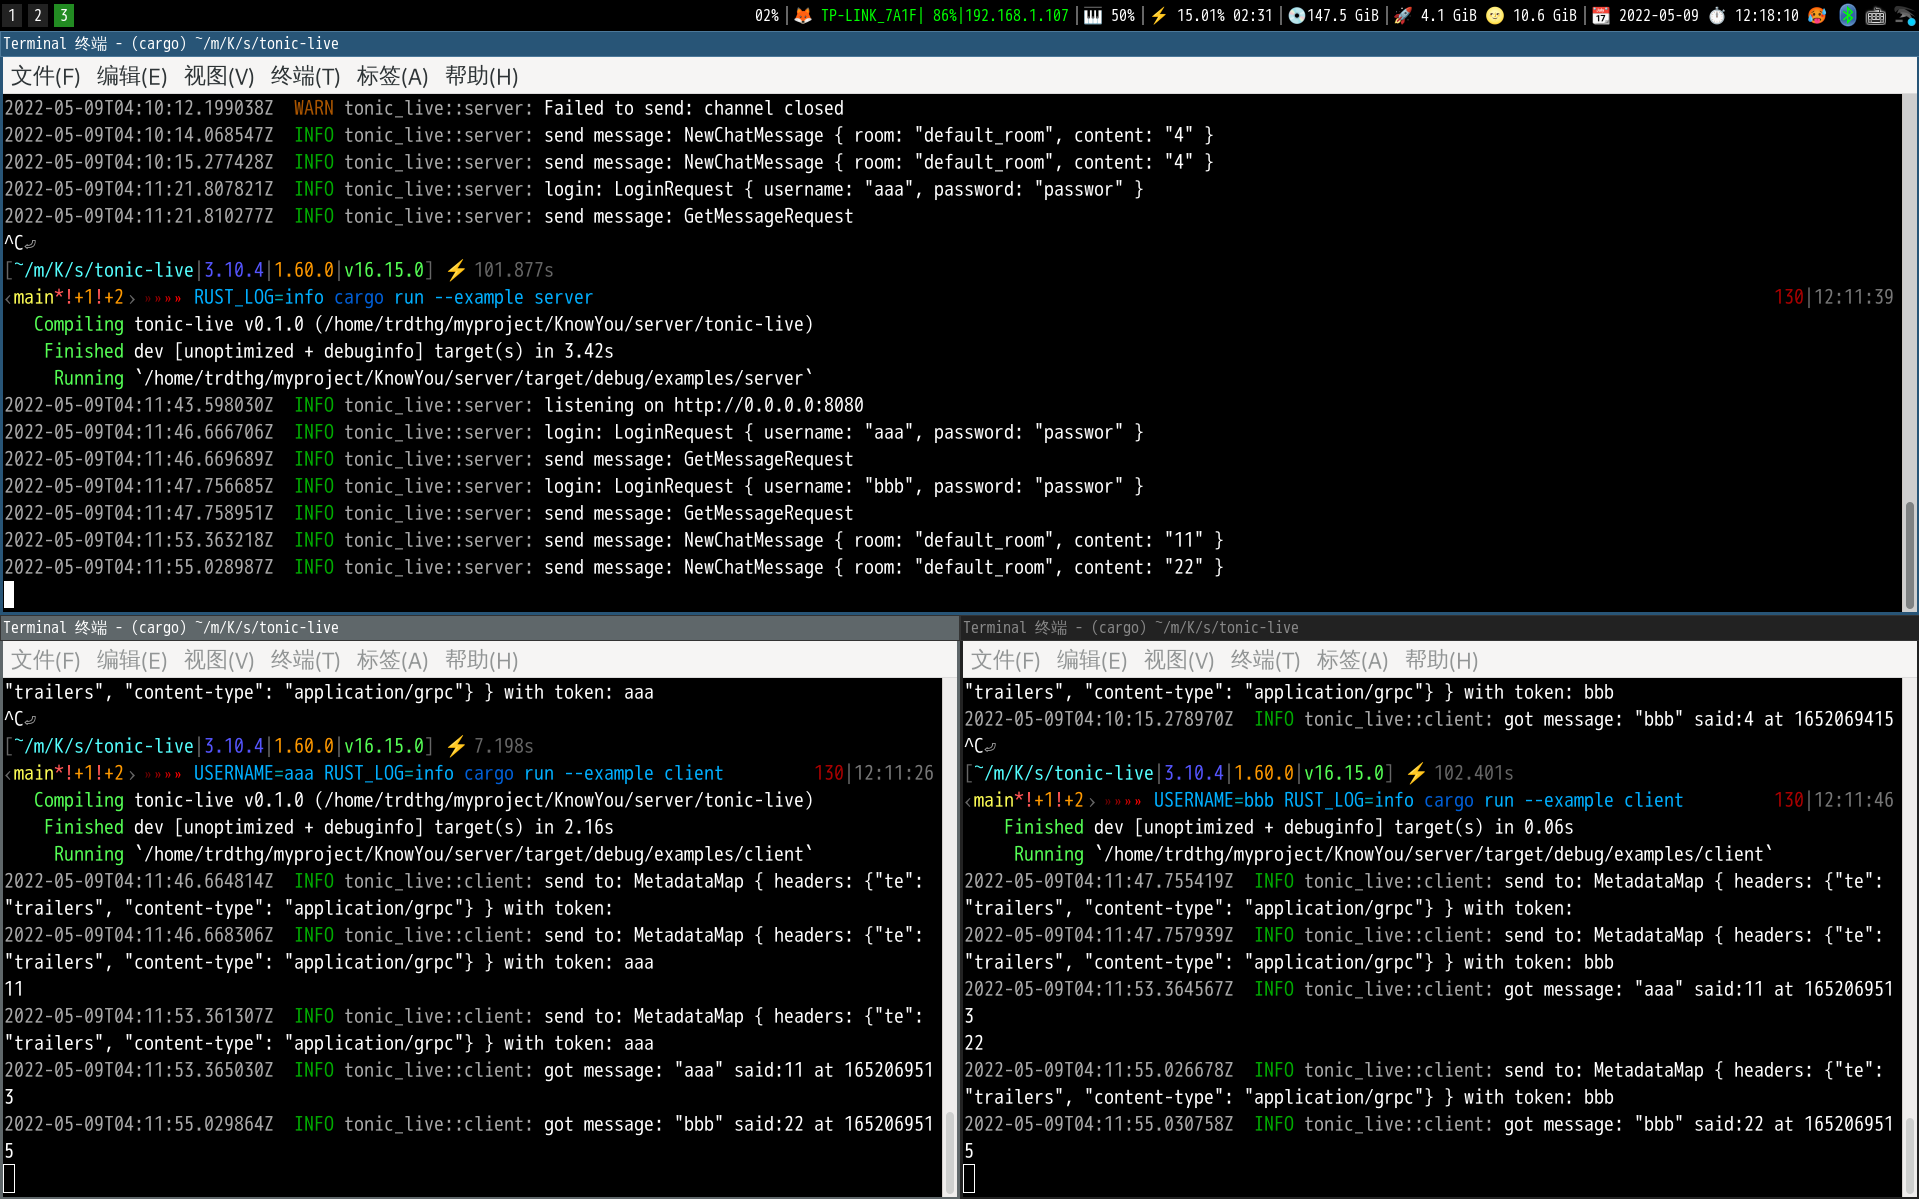 1 2 3 02% | TP-LINK_7A1F| 86%|192.168.1.107 | 50% | 15.01% 02:31 | 147.5 GiB | 4.1 GiB 10.6 GiB | 2022-05-09 12:18:10
Terminal 终端 - (cargo) ~/m/K/s/tonic-live
文件(F) 编辑(E) 视图(V) 终端(T) 标签(A) 帮助(H)
2022-05-09T04:10:12.199038Z  WARN tonic_live::server: Failed to send: channel closed
2022-05-09T04:10:14.068547Z  INFO tonic_live::server: send message: NewChatMessage { room: "default_room", content: "4" }
2022-05-09T04:10:15.277428Z  INFO tonic_live::server: send message: NewChatMessage { room: "default_room", content: "4" }
2022-05-09T04:11:21.807821Z  INFO tonic_live::server: login: LoginRequest { username: "aaa", password: "passwor" }
2022-05-09T04:11:21.810277Z  INFO tonic_live::server: send message: GetMessageRequest
^C⏎
[~/m/K/s/tonic-live|3.10.4|1.60.0|v16.15.0] ⚡ 101.877s
‹main*!+1!+2 › »»»» RUST_LOG=info cargo run --example server 130|12:11:39
   Compiling tonic-live v0.1.0 (/home/trdthg/myproject/KnowYou/server/tonic-live)
    Finished dev [unoptimized + debuginfo] target(s) in 3.42s
     Running `/home/trdthg/myproject/KnowYou/server/target/debug/examples/server`
2022-05-09T04:11:43.598030Z  INFO tonic_live::server: listening on http://0.0.0.0:8080
2022-05-09T04:11:46.666706Z  INFO tonic_live::server: login: LoginRequest { username: "aaa", password: "passwor" }
2022-05-09T04:11:46.669689Z  INFO tonic_live::server: send message: GetMessageRequest
2022-05-09T04:11:47.756685Z  INFO tonic_live::server: login: LoginRequest { username: "bbb", password: "passwor" }
2022-05-09T04:11:47.758951Z  INFO tonic_live::server: send message: GetMessageRequest
2022-05-09T04:11:53.363218Z  INFO tonic_live::server: send message: NewChatMessage { room: "default_room", content: "11" }
2022-05-09T04:11:55.028987Z  INFO tonic_live::server: send message: NewChatMessage { room: "default_room", content: "22" }
Terminal 终端 - (cargo) ~/m/K/s/tonic-live
文件(F) 编辑(E) 视图(V) 终端(T) 标签(A) 帮助(H)
"trailers", "content-type": "application/grpc"} } with token: aaa
^C⏎
[~/m/K/s/tonic-live|3.10.4|1.60.0|v16.15.0] ⚡ 7.198s
‹main*!+1!+2 › »»»» USERNAME=aaa RUST_LOG=info cargo run --example client 130|12:11:26
   Compiling tonic-live v0.1.0 (/home/trdthg/myproject/KnowYou/server/tonic-live)
    Finished dev [unoptimized + debuginfo] target(s) in 2.16s
     Running `/home/trdthg/myproject/KnowYou/server/target/debug/examples/client`
2022-05-09T04:11:46.664814Z  INFO tonic_live::client: send to: MetadataMap { headers: {"te":
"trailers", "content-type": "application/grpc"} } with token:
2022-05-09T04:11:46.668306Z  INFO tonic_live::client: send to: MetadataMap { headers: {"te":
"trailers", "content-type": "application/grpc"} } with token: aaa
11
2022-05-09T04:11:53.361307Z  INFO tonic_live::client: send to: MetadataMap { headers: {"te":
"trailers", "content-type": "application/grpc"} } with token: aaa
2022-05-09T04:11:53.365030Z  INFO tonic_live::client: got message: "aaa" said:11 at 165206951
3
2022-05-09T04:11:55.029864Z  INFO tonic_live::client: got message: "bbb" said:22 at 165206951
5
Terminal 终端 - (cargo) ~/m/K/s/tonic-live
文件(F) 编辑(E) 视图(V) 终端(T) 标签(A) 帮助(H)
"trailers", "content-type": "application/grpc"} } with token: bbb
2022-05-09T04:10:15.278970Z  INFO tonic_live::client: got message: "bbb" said:4 at 1652069415
^C⏎
[~/m/K/s/tonic-live|3.10.4|1.60.0|v16.15.0] ⚡ 102.401s
‹main*!+1!+2 › »»»» USERNAME=bbb RUST_LOG=info cargo run --example client 130|12:11:46
    Finished dev [unoptimized + debuginfo] target(s) in 0.06s
     Running `/home/trdthg/myproject/KnowYou/server/target/debug/examples/client`
2022-05-09T04:11:47.755419Z  INFO tonic_live::client: send to: MetadataMap { headers: {"te":
"trailers", "content-type": "application/grpc"} } with token:
2022-05-09T04:11:47.757939Z  INFO tonic_live::client: send to: MetadataMap { headers: {"te":
"trailers", "content-type": "application/grpc"} } with token: bbb
2022-05-09T04:11:53.364567Z  INFO tonic_live::client: got message: "aaa" said:11 at 165206951
3
22
2022-05-09T04:11:55.026678Z  INFO tonic_live::client: send to: MetadataMap { headers: {"te":
"trailers", "content-type": "application/grpc"} } with token: bbb
2022-05-09T04:11:55.030758Z  INFO tonic_live::client: got message: "bbb" said:22 at 165206951
5